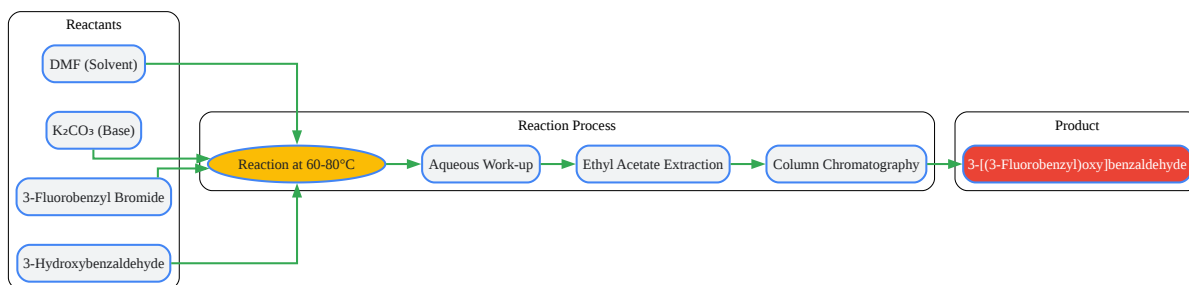 Reactants
DMF (Solvent)
K₂CO₃ (Base)
3-Fluorobenzyl Bromide
3-Hydroxybenzaldehyde
Reaction Process
Reaction at 60-80°C
Aqueous Work-up
Ethyl Acetate Extraction
Column Chromatography
Product
3-[(3-Fluorobenzyl)oxy]benzaldehyde